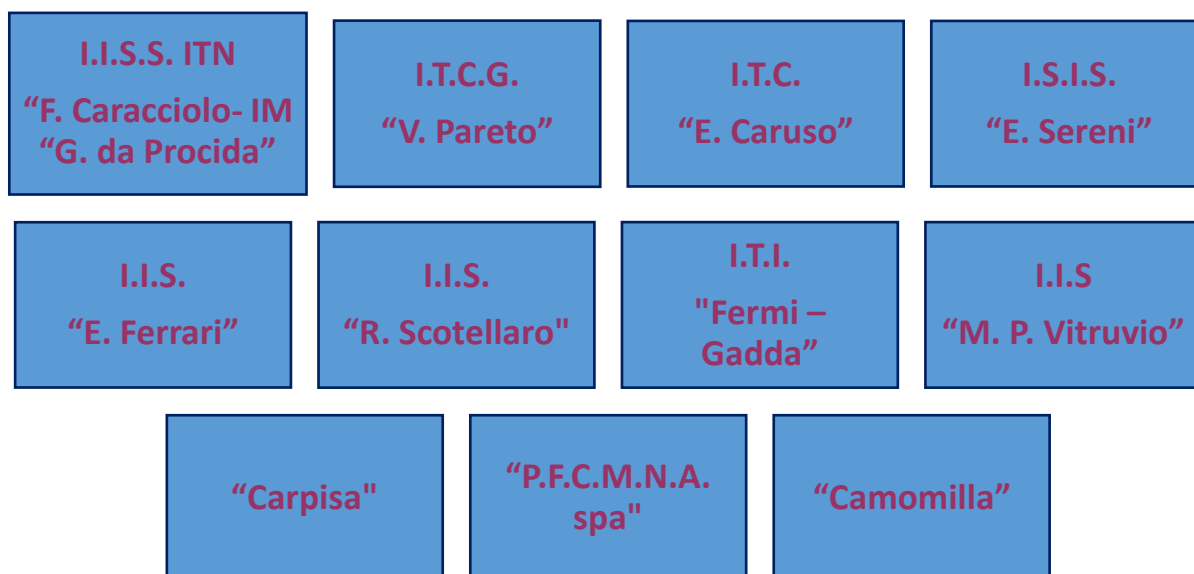 I.I.S.S. ITN
“F. Caracciolo- IM
“G. da Procida”
I.T.C.G.
“V. Pareto”
I.T.C.
“E. Caruso”
I.S.I.S.
“E. Sereni”
I.I.S.
“E. Ferrari”
I.I.S.
“R. Scotellaro"
I.T.I.
"Fermi –
Gadda”
I.I.S
“M. P. Vitruvio”
“Carpisa"
“P.F.C.M.N.A.
spa"
“Camomilla”